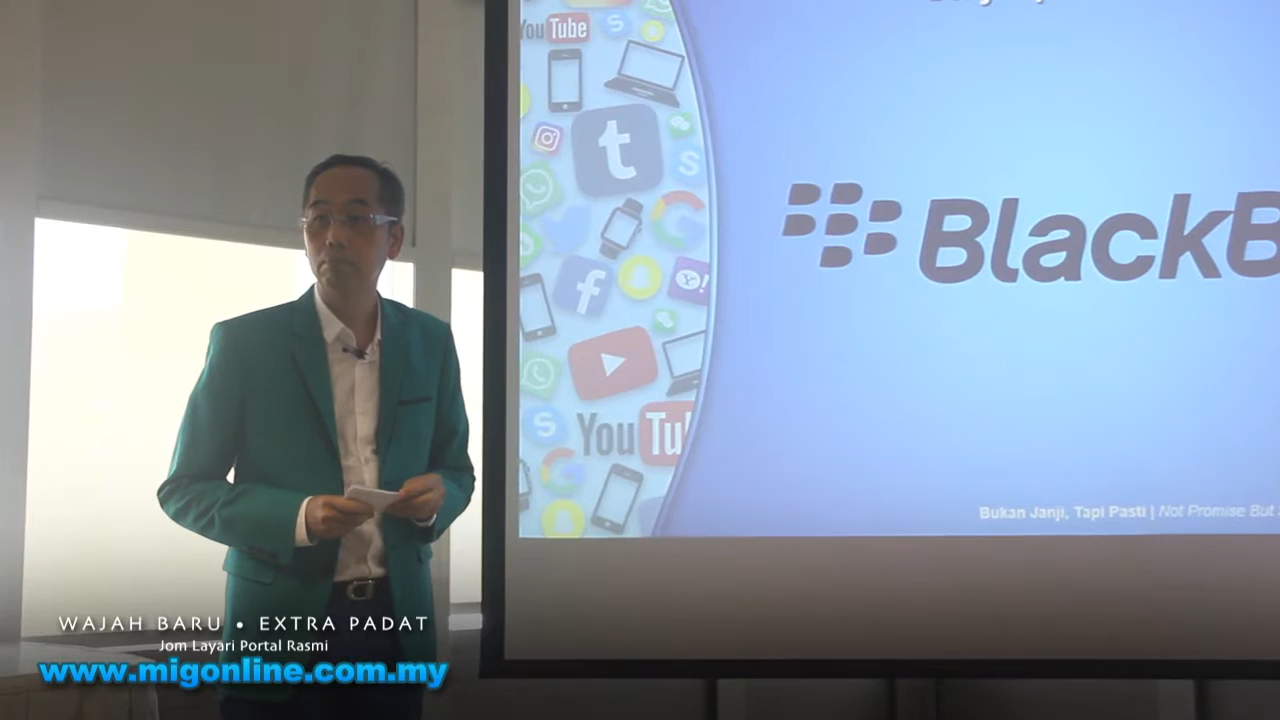 YouTube
BlackB
YouTu
Bukan Janji, Tapi Pasti | Not Promise But
WAJAH BARU • EXTRA PADAT
Jom Layari Portal Rasmi
www.migonline.com.my